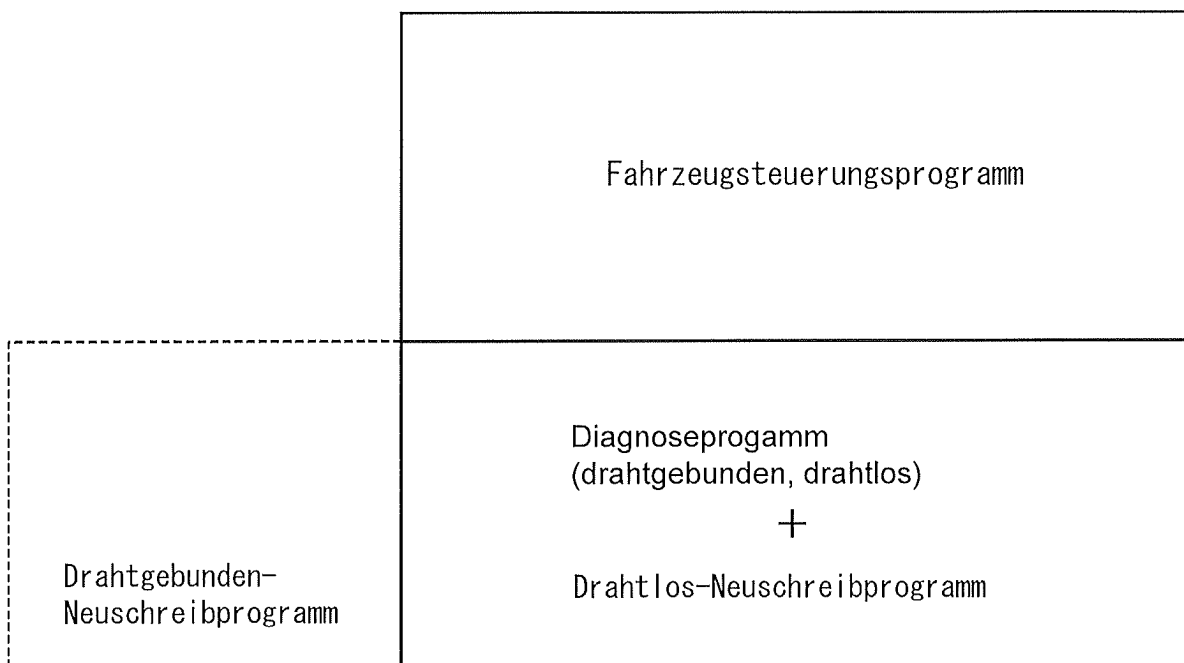 Fahrzeugsteuerungsprogramm
Diagnoseprogamm
(drahtgebunden, drahtlos)
+
Drahtlos-Neuschreibprogramm
Drahtgebunden-
Neuschreibprogramm